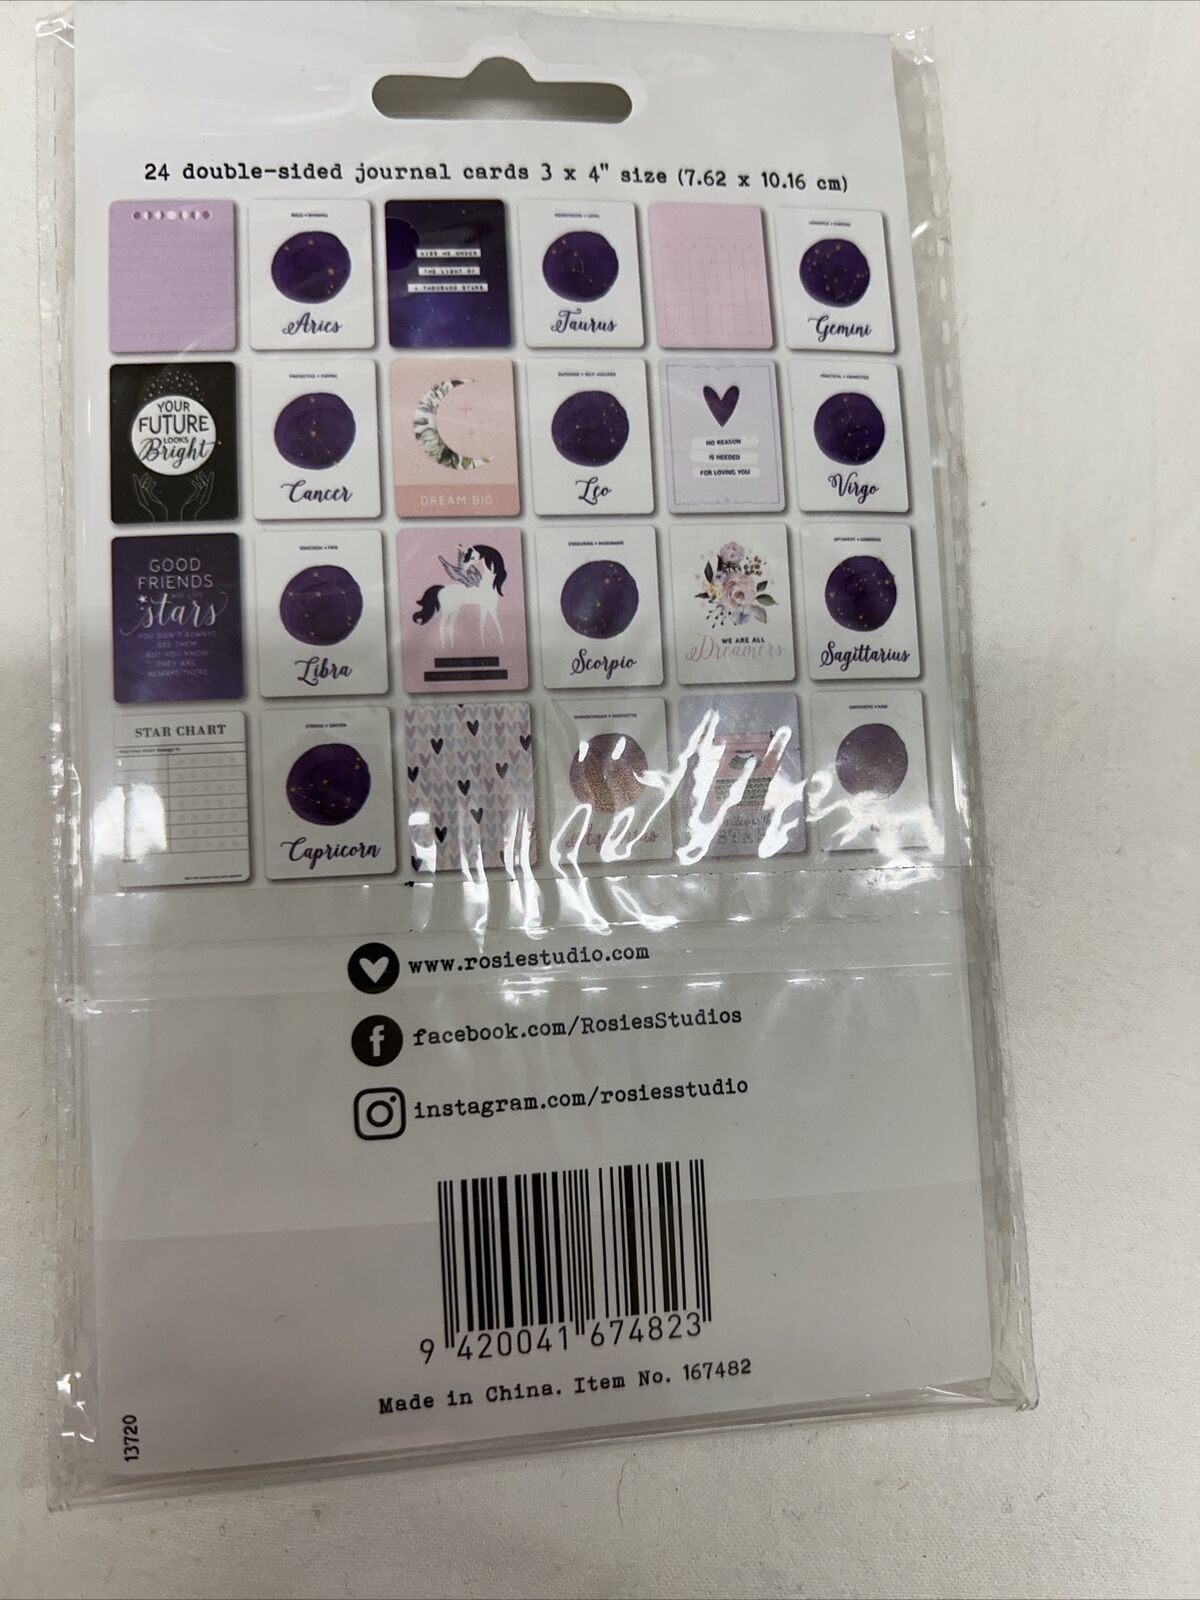 24 double-sided journal cards 3 x 4" size (7.62 x 10.16 cm)
Aries
KISS ME UNDER
THE LIGHT OF
A THOUSAND STARS
Taurus
Gemini
YOUR
FUTURE
LOOKS
Bright
Cancer
DREAM BIG
Leo
NO REASON
IS NEEDED
FOR LOVING YOU
Virgo
GOOD
FRIENDS
ARE LIKE
stars
YOU DON'T ALWAYS
SEE THEM
BUT YOU KNOW
THEY ARE
ALWAYS THERE
Libra
Scorpio
WE ARE ALL
Dreamers
Sagittarius
STAR CHART
Capricorn
www.rosiestudio.com
facebook.com/RosiesStudios
instagram.com/rosiesstudio
9 420041 674823
Made in China. Item No. 167482
13720